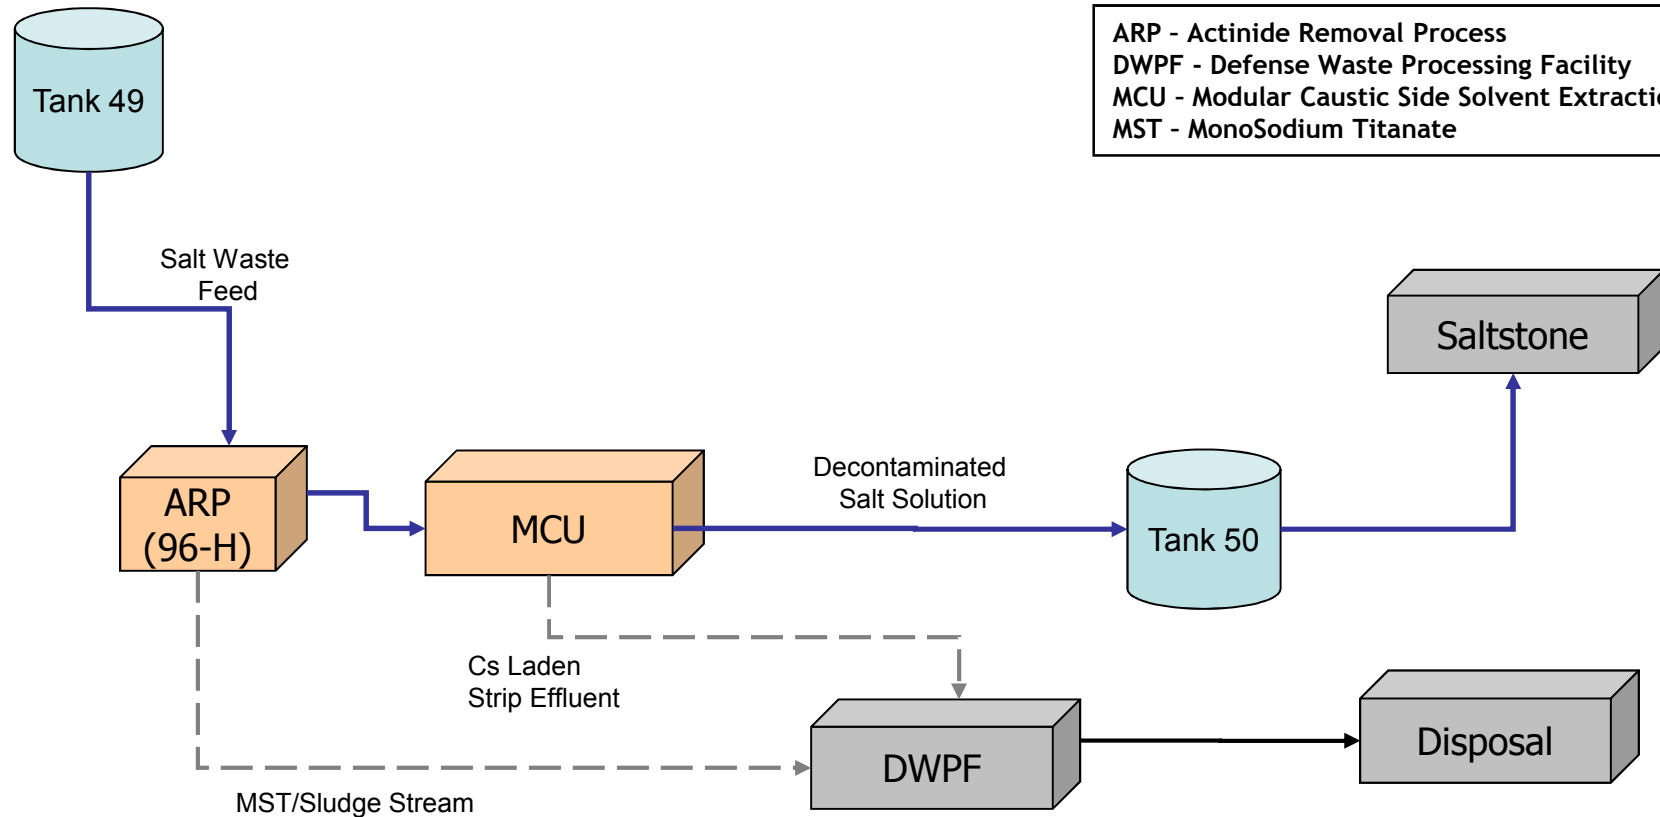 ARP - Actinide Removal Process
DWPF - Defense Waste Processing Facility
MCU - Modular Caustic Side Solvent Extractio
MST - MonoSodium Titanate
Tank 49
Salt Waste
Feed
Saltstone
ARP
(96-H)
MCU
Decontaminated
Salt Solution
Tank 50
Cs Laden
Strip Effluent
DWPF
Disposal
MST/Sludge Stream